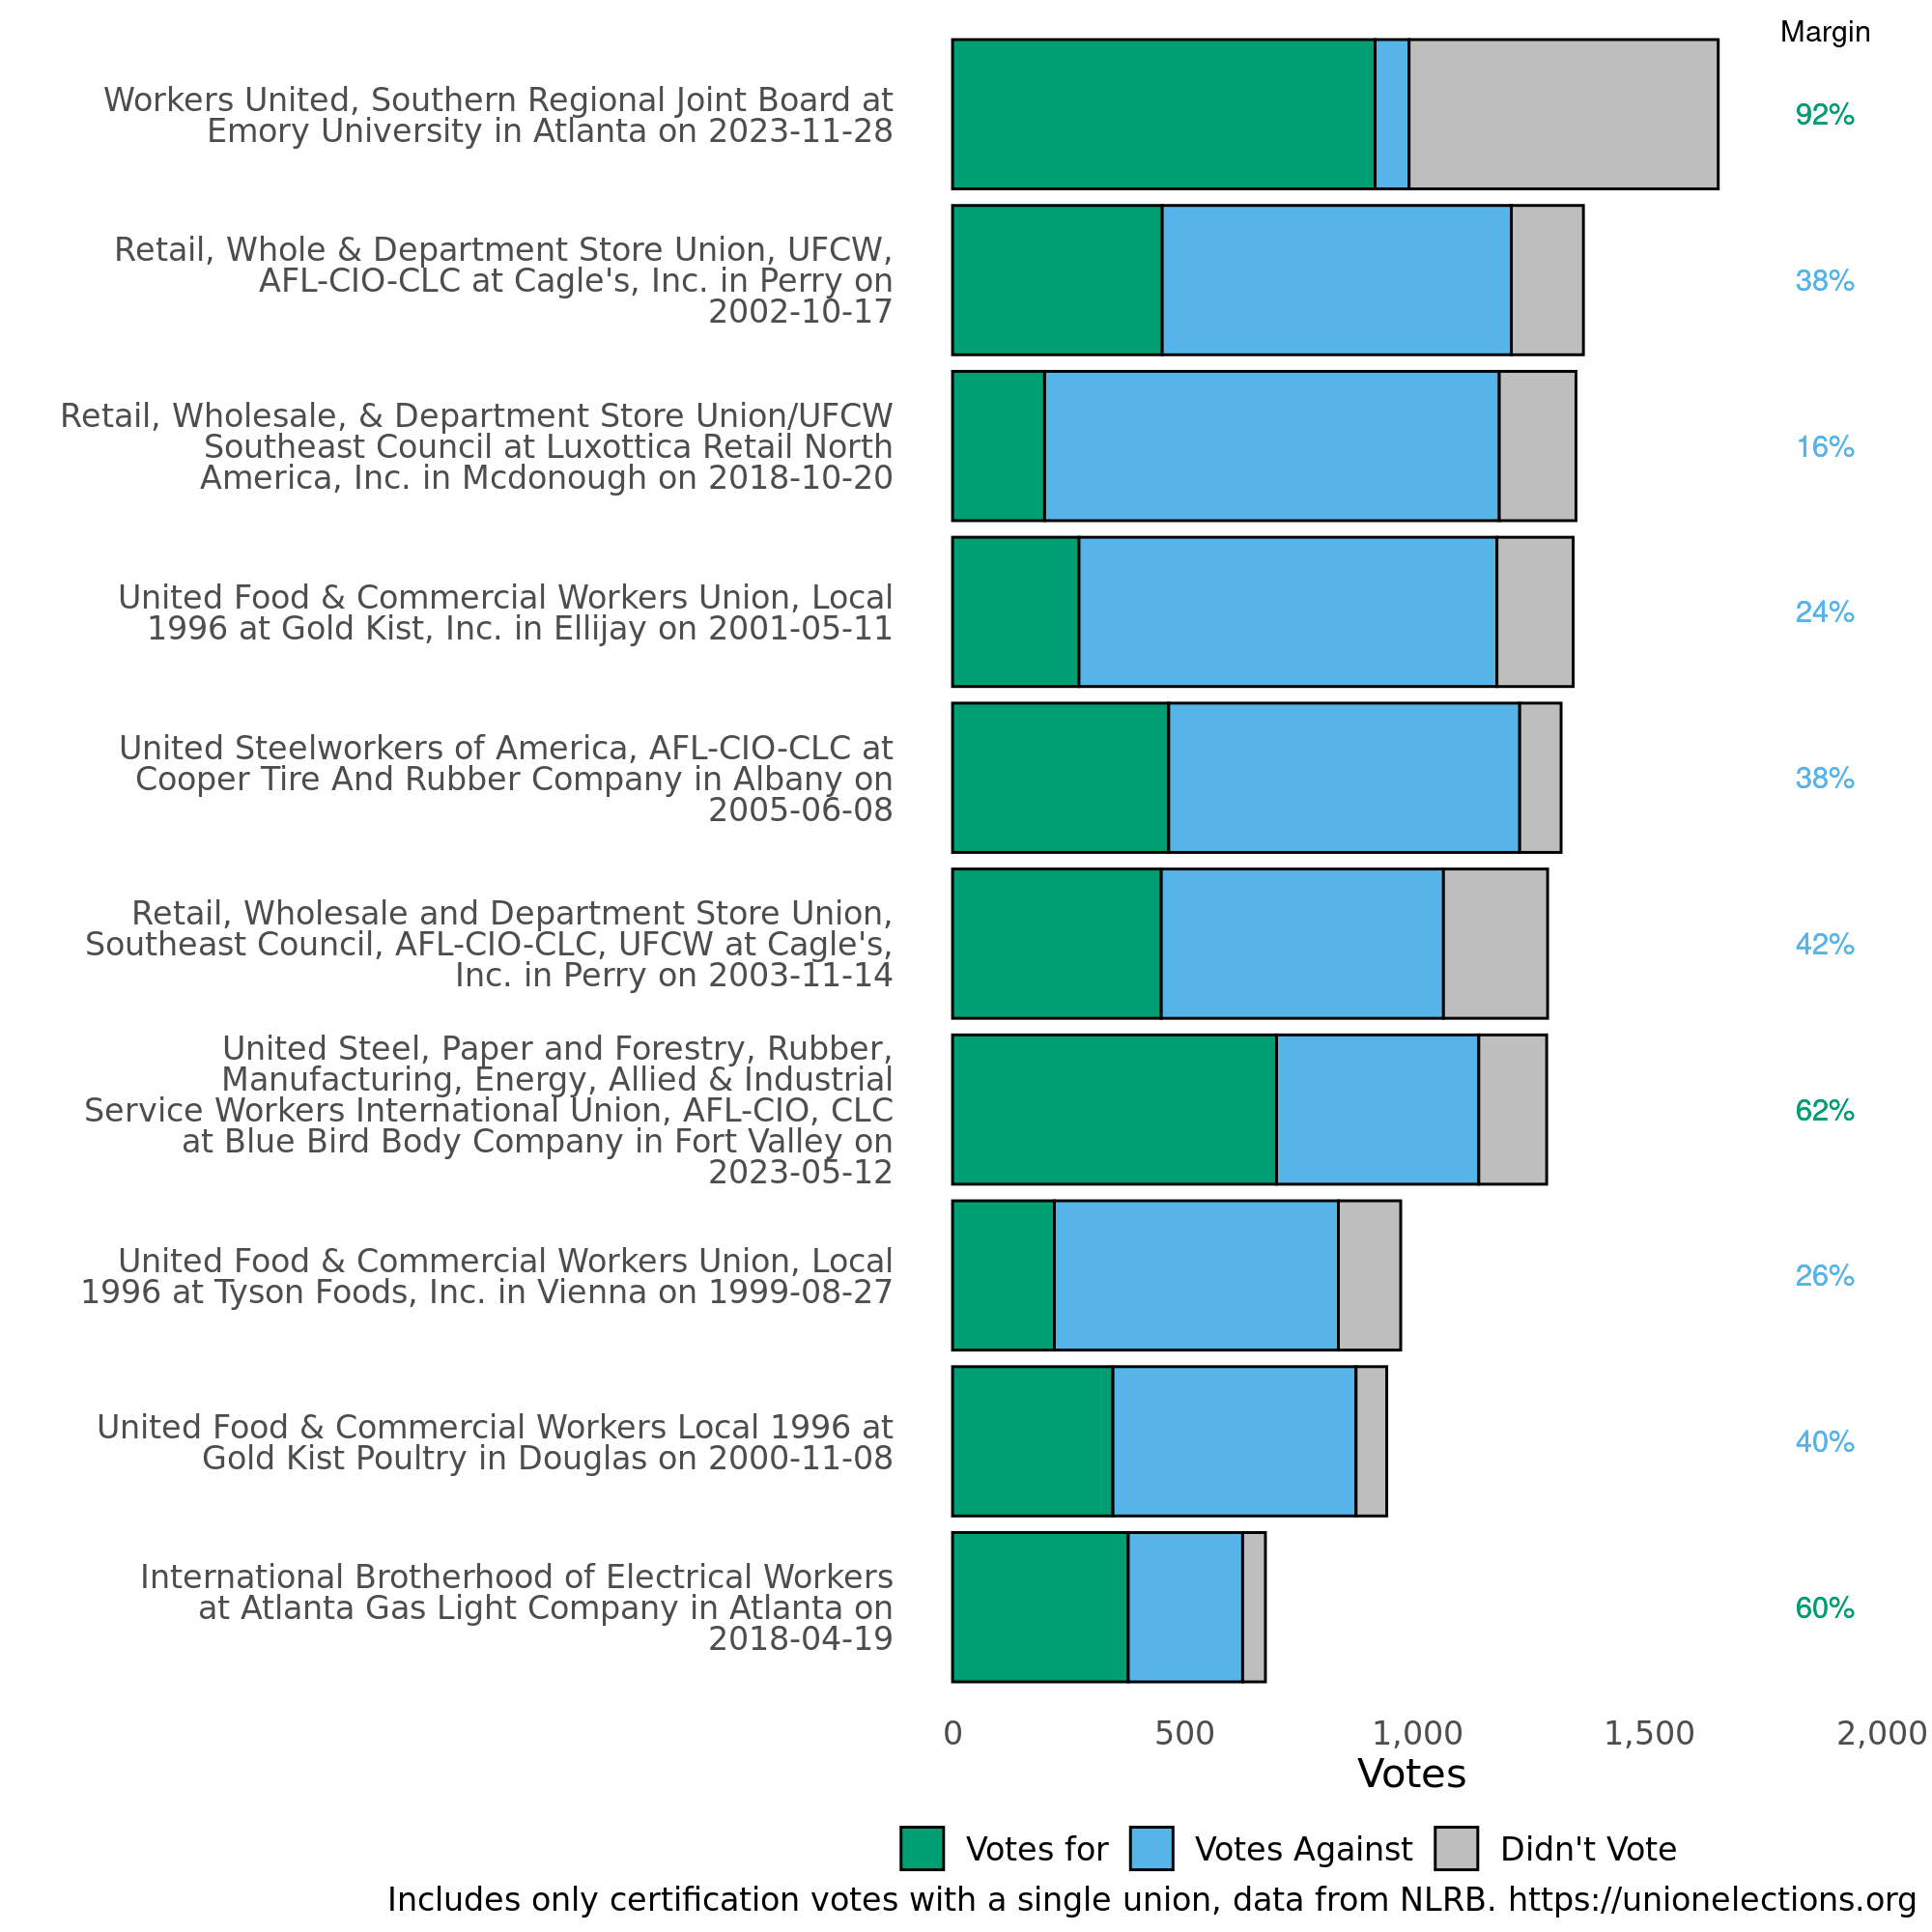 Margin
Workers United, Southern Regional Joint Board at
Emory University in Atlanta on 2023-11-28
92%
Retail, Whole & Department Store Union, UFCW,
AFL-CIO-CLC at Cagle's, Inc. in Perry on
2002-10-17
38%
Retail, Wholesale, & Department Store Union/UFCW
Southeast Council at Luxottica Retail North
America, Inc. in Mcdonough on 2018-10-20
16%
United Food & Commercial Workers Union, Local
1996 at Gold Kist, Inc. in Ellijay on 2001-05-11
24%
United Steelworkers of America, AFL-CIO-CLC at
Cooper Tire And Rubber Company in Albany on
2005-06-08
38%
Retail, Wholesale and Department Store Union,
Southeast Council, AFL-CIO-CLC, UFCW at Cagle's,
Inc. in Perry on 2003-11-14
42%
United Steel, Paper and Forestry, Rubber,
Manufacturing, Energy, Allied & Industrial
Service Workers International Union, AFL-CIO, CLC
at Blue Bird Body Company in Fort Valley on
2023-05-12
62%
United Food & Commercial Workers Union, Local
1996 at Tyson Foods, Inc. in Vienna on 1999-08-27
26%
United Food & Commercial Workers Local 1996 at
Gold Kist Poultry in Douglas on 2000-11-08
40%
International Brotherhood of Electrical Workers
at Atlanta Gas Light Company in Atlanta on
2018-04-19
60%
0 500 1,000 1,500 2,000
Votes
Votes for Votes Against Didn't Vote
Includes only certification votes with a single union, data from NLRB. https://unionelections.org